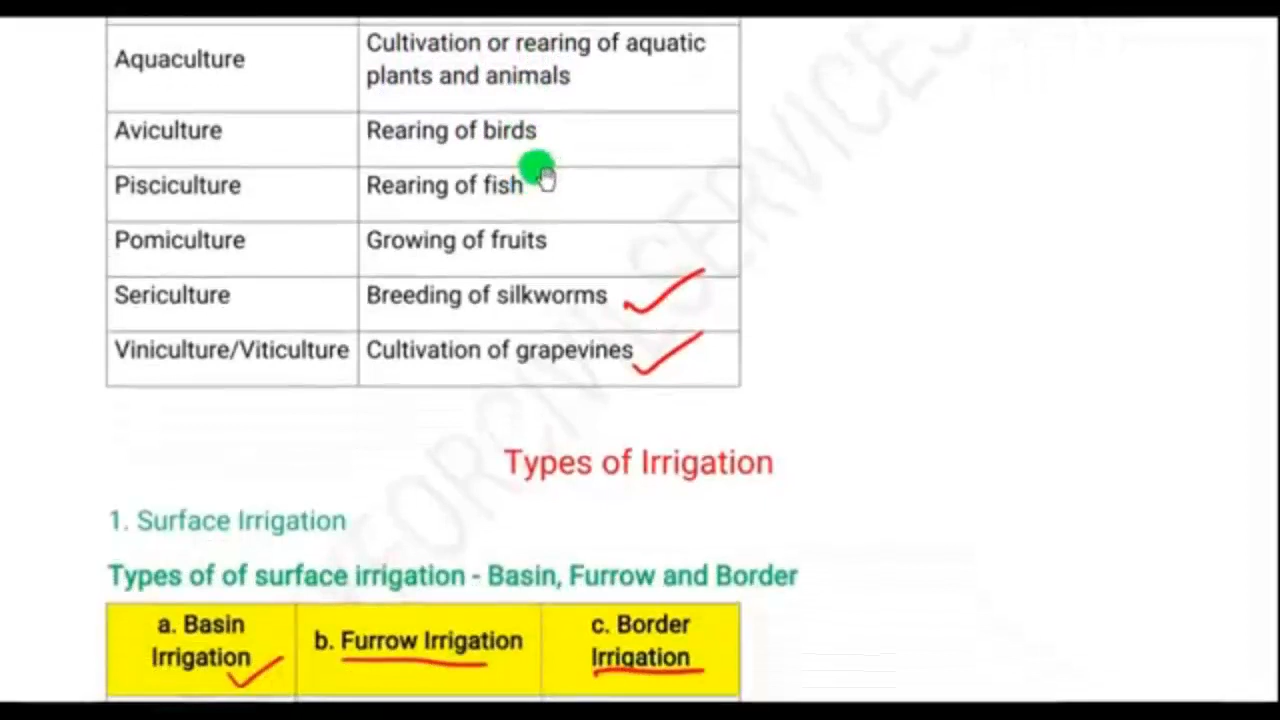 Aquaculture
Cultivation or rearing of aquatic
plants and animals
Aviculture
Rearing of birds
Pisciculture
Rearing of fish
Pomiculture
Growing of fruits
Sericulture
Breeding of silkworms
Viniculture/Viticulture
Cultivation of grapevines
Types of Irrigation
1. Surface Irrigation
Types of of surface irrigation - Basin, Furrow and Border
a. Basin
Irrigation
b. Furrow Irrigation
c. Border
Irrigation